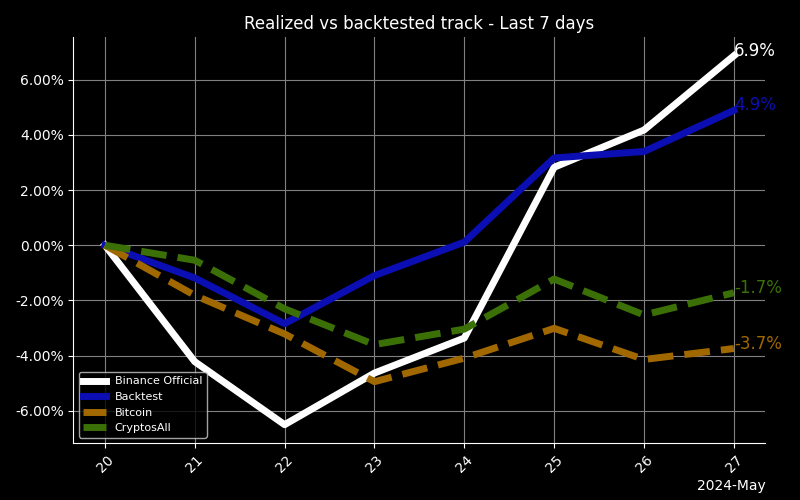 Realized vs backtested track - Last 7 days
6.00%
4.00%
2.00%
0.00%
-2.00%
-4.00%
-6.00%
6.9%
4.9%
-1.7%
-3.7%
Binance Official
Backtest
Bitcoin
CryptosAll
20 21 22 23 24 25 26 27
2024-May